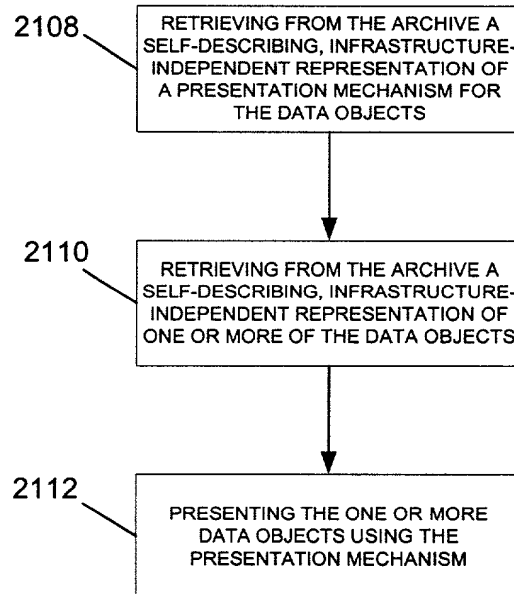 2108
RETRIEVING FROM THE ARCHIVE A
SELF-DESCRIBING, INFRASTRUCTURE-
INDEPENDENT REPRESENTATION OF
A PRESENTATION MECHANISM FOR
THE DATA OBJECTS
2110
RETRIEVING FROM THE ARCHIVE A
SELF-DESCRIBING, INFRASTRUCTURE-
INDEPENDENT REPRESENTATION OF
ONE OR MORE OF THE DATA OBJECTS
2112
PRESENTING THE ONE OR MORE
DATA OBJECTS USING THE
PRESENTATION MECHANISM